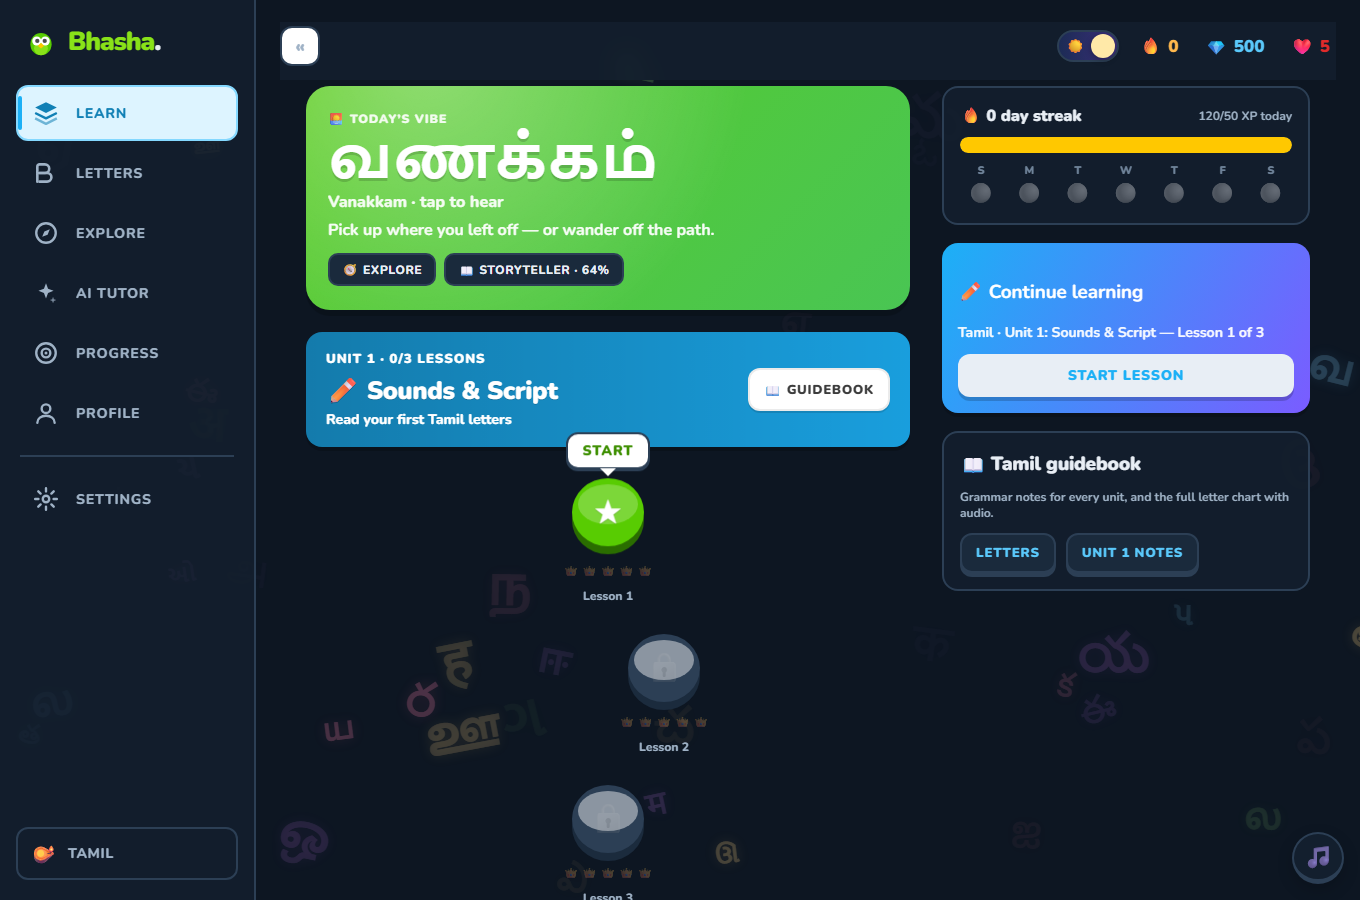 Bhasha.
LEARN
LETTERS
EXPLORE
AI TUTOR
PROGRESS
PROFILE
SETTINGS
TAMIL
«
0
500
5
TODAY'S VIBE
வணக்கம்
Vanakkam · tap to hear
Pick up where you left off — or wander off the path.
EXPLORE
STORYTELLER · 64%
UNIT 1 · 0/3 LESSONS
Sounds & Script
Read your first Tamil letters
GUIDEBOOK
START
Lesson 1
Lesson 2
Lesson 3
0 day streak
120/50 XP today
S M T W T F S
Continue learning
Tamil · Unit 1: Sounds & Script — Lesson 1 of 3
START LESSON
Tamil guidebook
Grammar notes for every unit, and the full letter chart with
audio.
LETTERS
UNIT 1 NOTES
ந
ह
ஈ
ఠ
ஊ
ய
ਘ
म
ஓ
વ
ல
வ